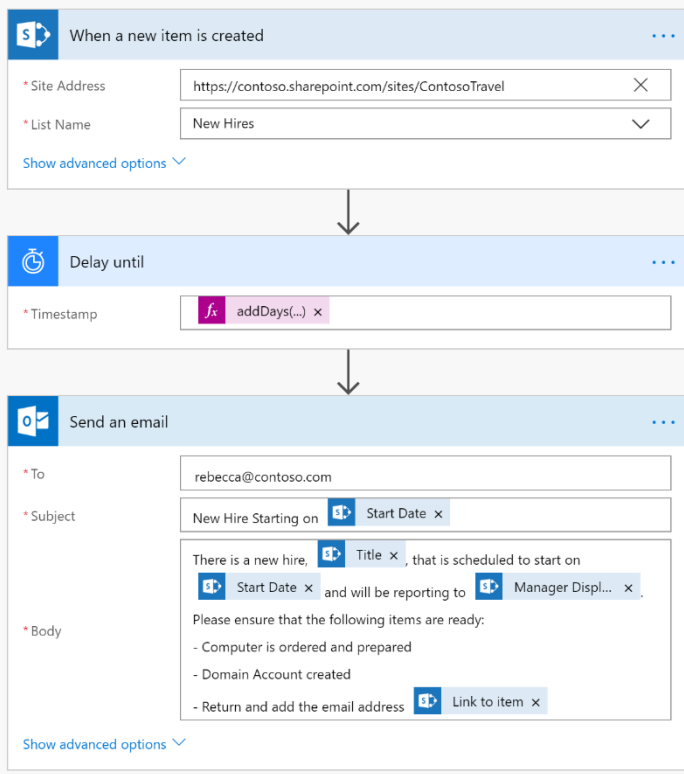 When a new item is created
* Site Address
https://contoso.sharepoint.com/sites/ContosoTravel
* List Name
New Hires
Show advanced options
Delay until
* Timestamp
fx addDays(...) ×
Send an email
* To
rebecca@contoso.com
* Subject
New Hire Starting on Start Date ×
* Body
There is a new hire, Title × , that is scheduled to start on
Start Date × and will be reporting to Manager Displ... × .
Please ensure that the following items are ready:
- Computer is ordered and prepared
- Domain Account created
- Return and add the email address Link to item ×
Show advanced options